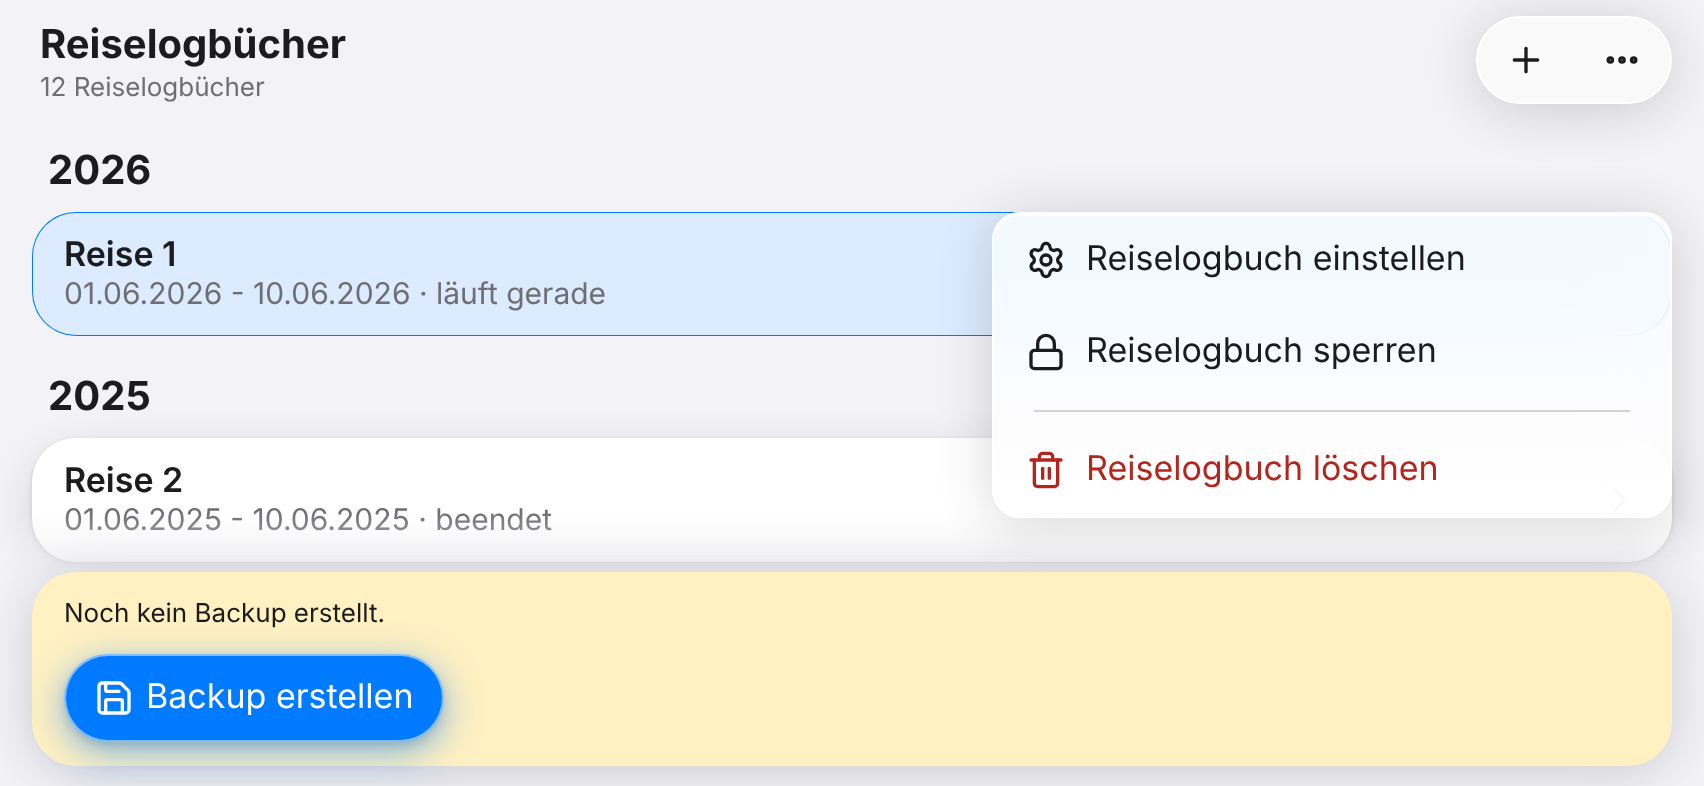 Reiselogbücher
12 Reiselogbücher
2026
Reise 1
01.06.2026 - 10.06.2026 · läuft gerade
Reiselogbuch einstellen
Reiselogbuch sperren
Reiselogbuch löschen
2025
Reise 2
01.06.2025 - 10.06.2025 · beendet
Noch kein Backup erstellt.
Backup erstellen